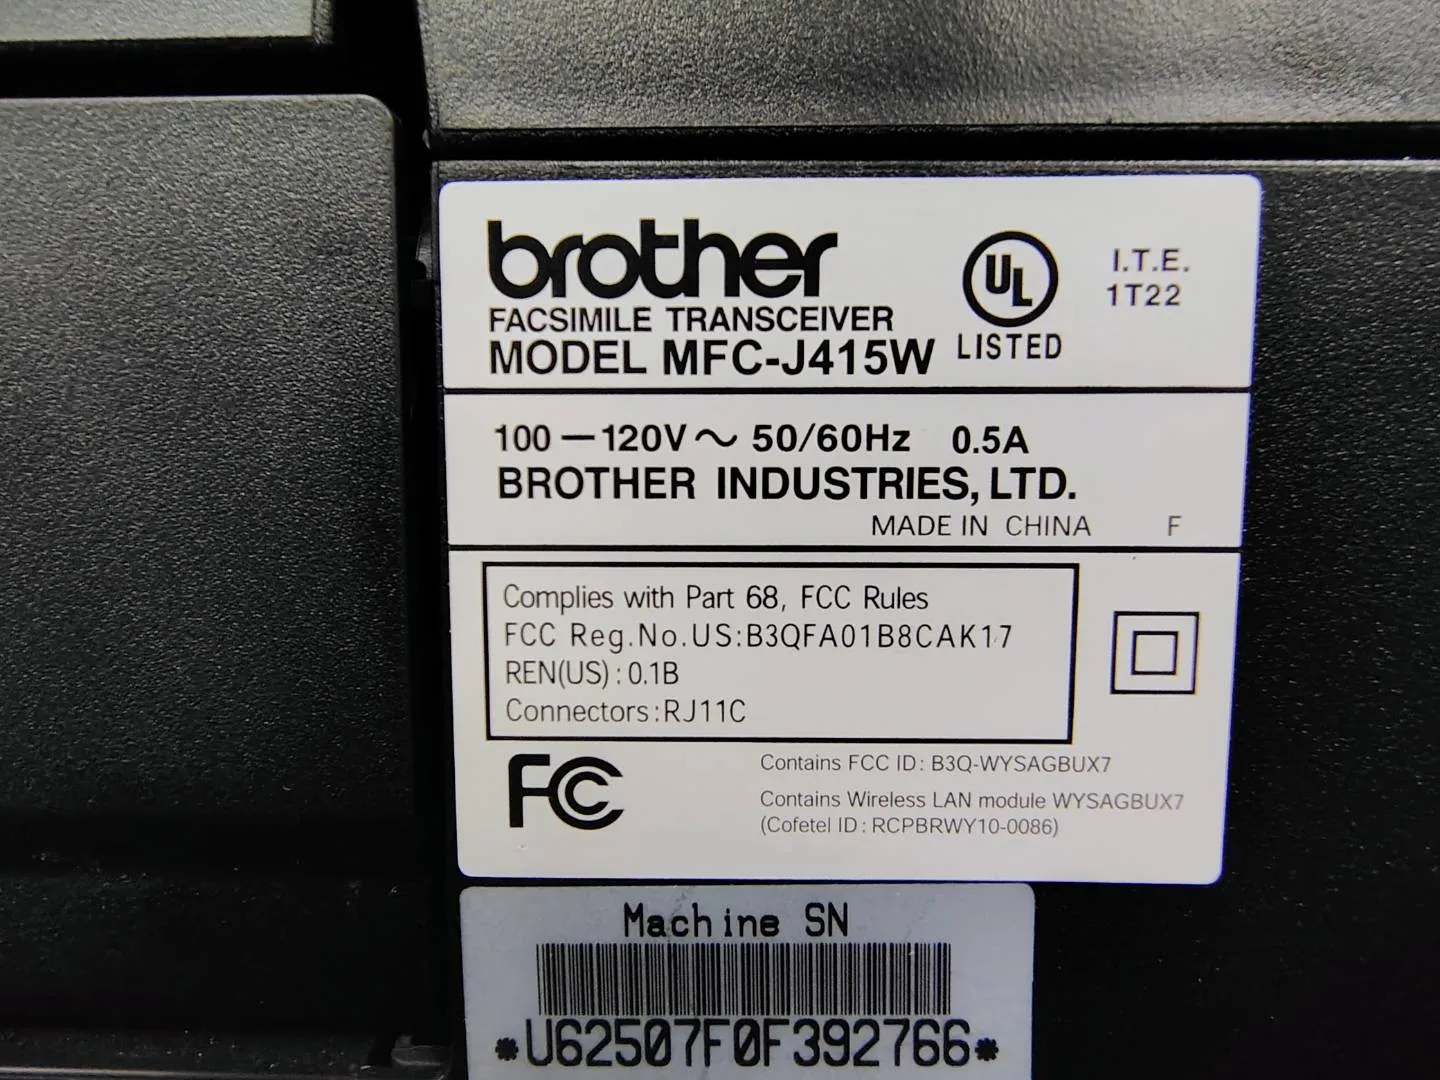 brother
FACSIMILE TRANSCEIVER
MODEL MFC-J415W
UL
LISTED
I.T.E.
1T22
100—120V～ 50/60Hz 0.5A
BROTHER INDUSTRIES, LTD.
MADE IN CHINA F
Complies with Part 68, FCC Rules
FCC Reg.No.US:B3QFA01B8CAK17
REN(US) : 0.1B
Connectors:RJ11C
FC
Contains FCC ID: B3Q-WYSAGBUX7
Contains Wireless LAN module WYSAGBUX7
(Cofetel ID : RCPBRWY10-0086)
Machine SN
*U62507F0F392766*